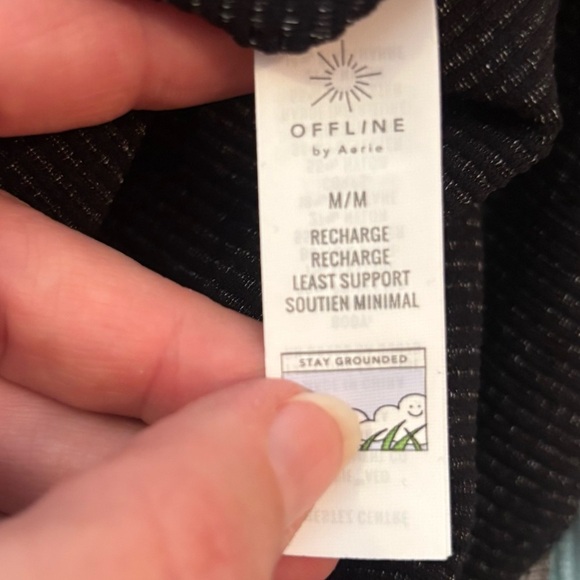 OFFLINE
by Aerie
M/M
RECHARGE
RECHARGE
LEAST SUPPORT
SOUTIEN MINIMAL
STAY GROUNDED